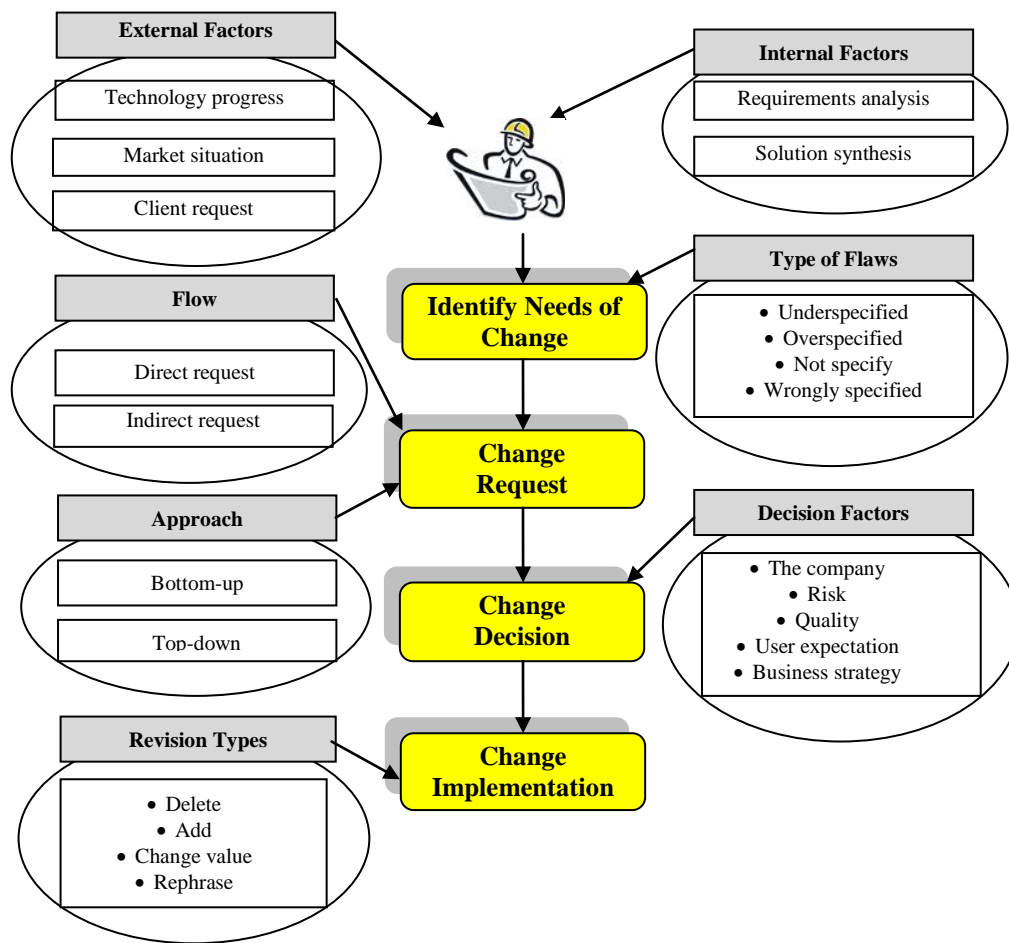 External Factors
Technology progress
Market situation
Client request
Internal Factors
Requirements analysis
Solution synthesis
Flow
Direct request
Indirect request
Identify Needs of
Change
Type of Flaws
• Underspecified
• Overspecified
• Not specify
• Wrongly specified
Change
Request
Approach
Bottom-up
Top-down
Change
Decision
Decision Factors
• The company
• Risk
• Quality
• User expectation
• Business strategy
Revision Types
• Delete
• Add
• Change value
• Rephrase
Change
Implementation